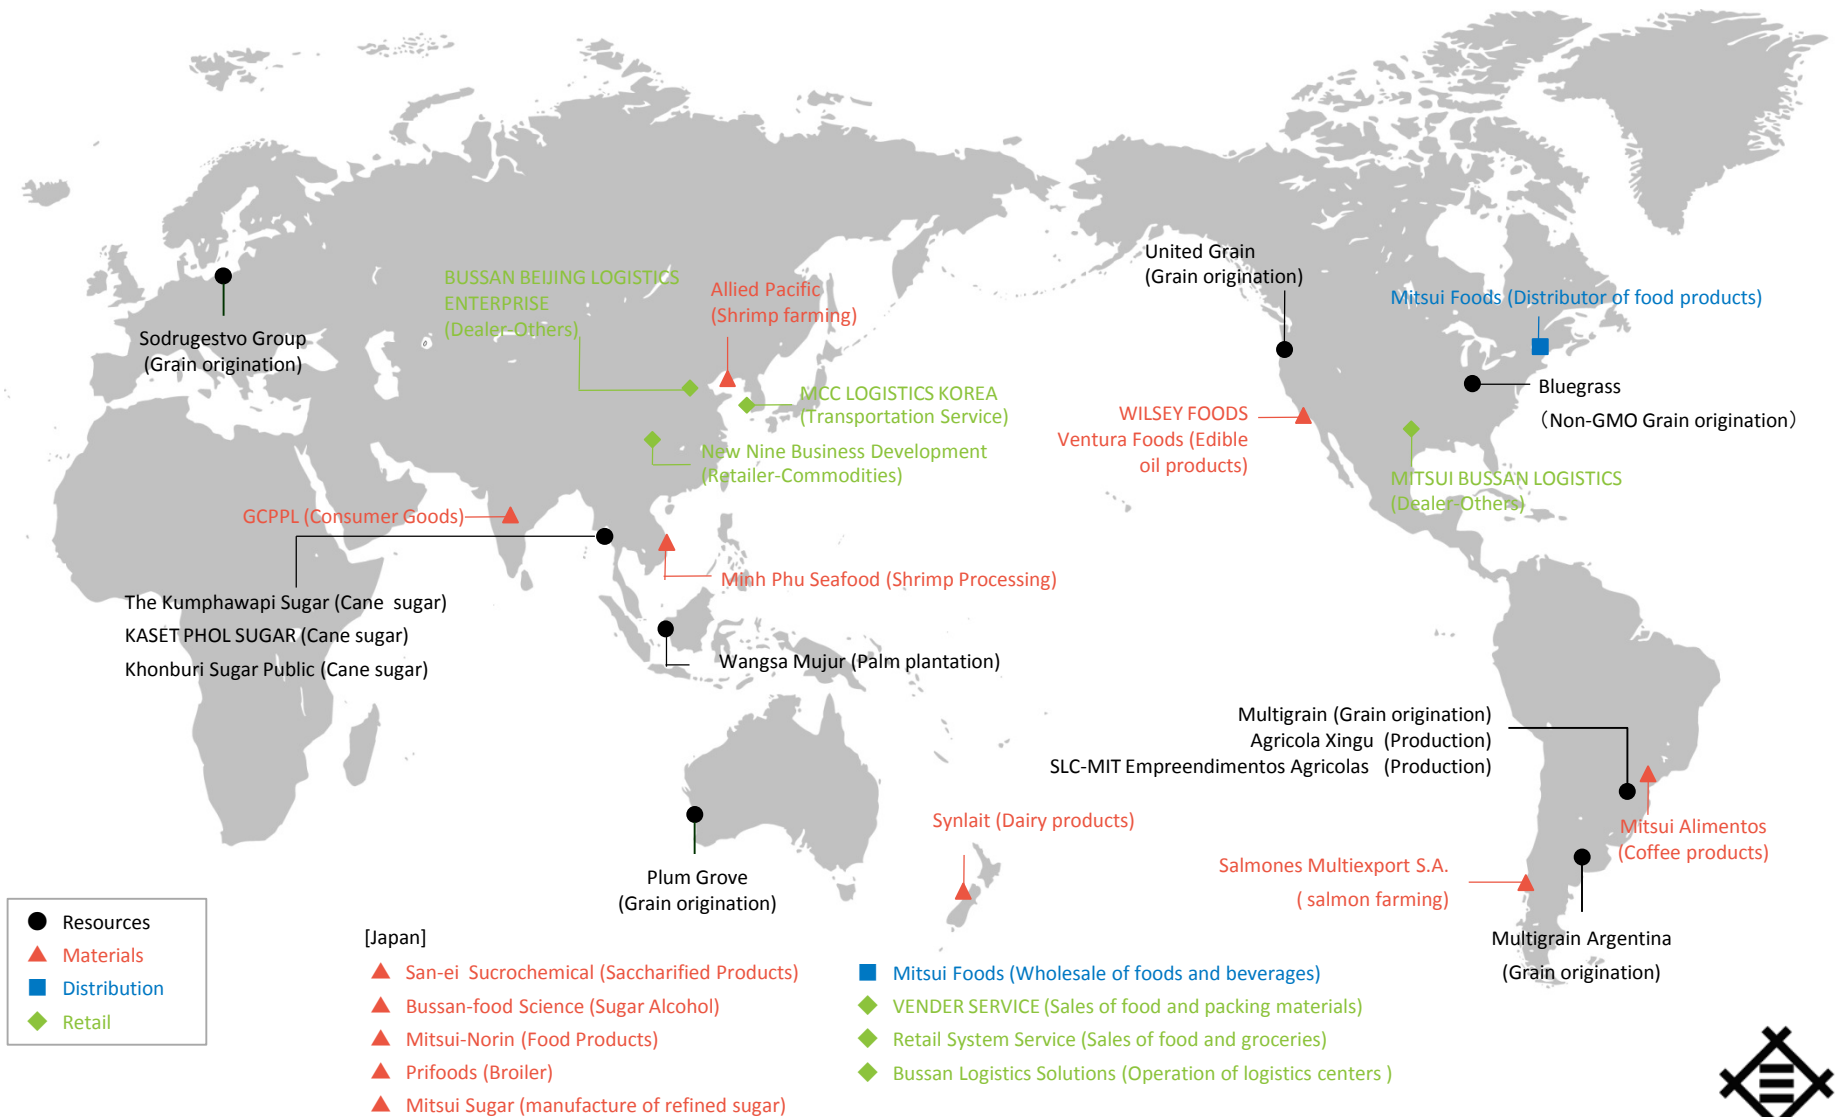 United Grain
(Grain origination)
BUSSAN BEIJING LOGISTICS
ENTERPRISE
(Dealer-Others)
Allied Pacific
(Shrimp farming)
Mitsui Foods (Distributor of food products)
Sodrugestvo Group
(Grain origination)
MCC LOGISTICS KOREA
(Transportation Service)
Bluegrass
（Non-GMO Grain origination）
WILSEY FOODS
Ventura Foods (Edible
oil products)
New Nine Business Development
(Retailer-Commodities)
MITSUI BUSSAN LOGISTICS
(Dealer-Others)
GCPPL (Consumer Goods)
Minh Phu Seafood (Shrimp Processing)
The Kumphawapi Sugar (Cane  sugar)
KASET PHOL SUGAR (Cane sugar)
Khonburi Sugar Public (Cane sugar)
Wangsa Mujur (Palm plantation)
Multigrain (Grain origination)
Agricola Xingu  (Production)
SLC-MIT Empreendimentos Agricolas   (Production)
Synlait (Dairy products)
Mitsui Alimentos
(Coffee products)
Salmones Multiexport S.A.
( salmon farming)
Plum Grove
(Grain origination)
Multigrain Argentina
(Grain origination)
Resources
Materials
Distribution
Retail
[Japan]
San-ei  Sucrochemical (Saccharified Products)
Bussan-food Science (Sugar Alcohol)
Mitsui-Norin (Food Products)
Prifoods (Broiler)
Mitsui Sugar (manufacture of refined sugar)
Mitsui Foods (Wholesale of foods and beverages)
VENDER SERVICE (Sales of food and packing materials)
Retail System Service (Sales of food and groceries)
Bussan Logistics Solutions (Operation of logistics centers )